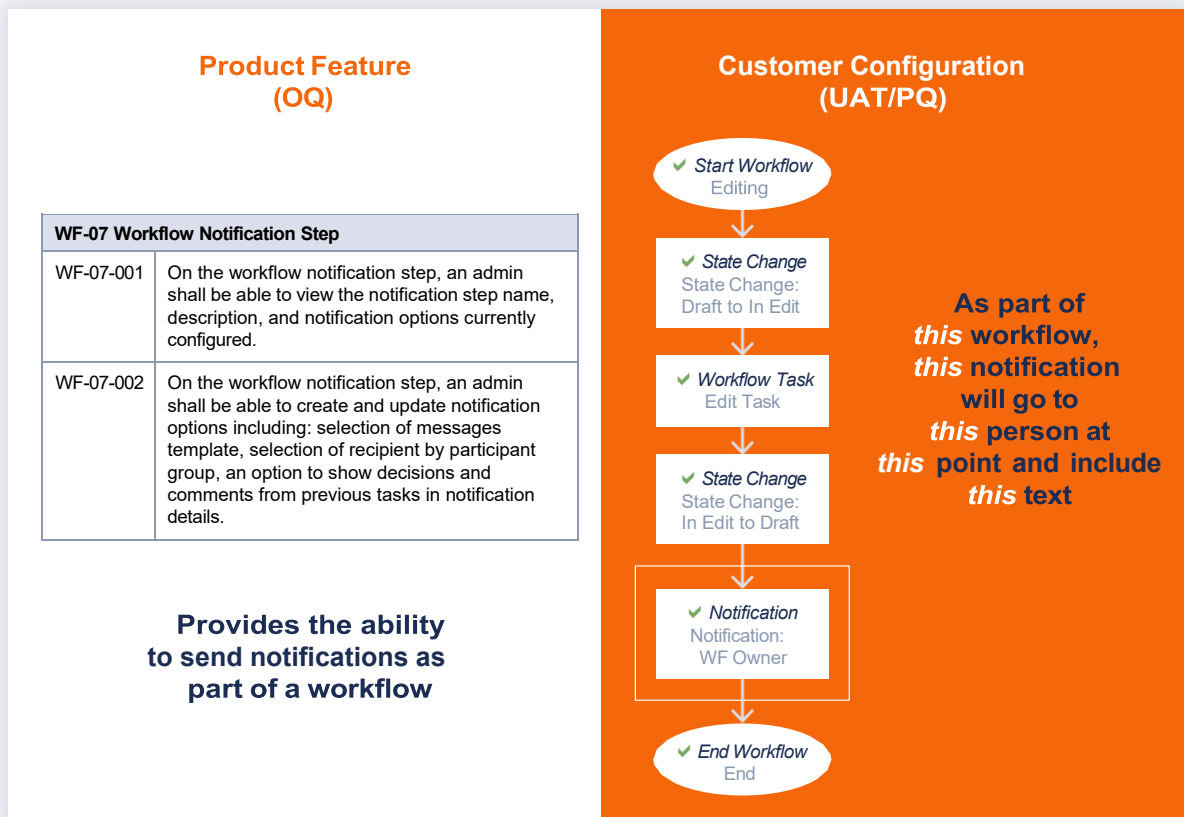 Product Feature
(OQ)
WF-07 Workflow Notification Step
WF-07-001
On the workflow notification step, an admin
shall be able to view the notification step name,
description, and notification options currently
configured.
WF-07-002
On the workflow notification step, an admin
shall be able to create and update notification
options including: selection of messages
template, selection of recipient by participant
group, an option to show decisions and
comments from previous tasks in notification
details.
Provides the ability
to send notifications as
part of a workflow
Customer Configuration
(UAT/PQ)
Start Workflow
Editing
State Change
State Change:
Draft to In Edit
Workflow Task
Edit Task
State Change
State Change:
In Edit to Draft
Notification
Notification:
WF Owner
End Workflow
End
As part of
this workflow,
this notification
will go to
this person at
this point and include
this text